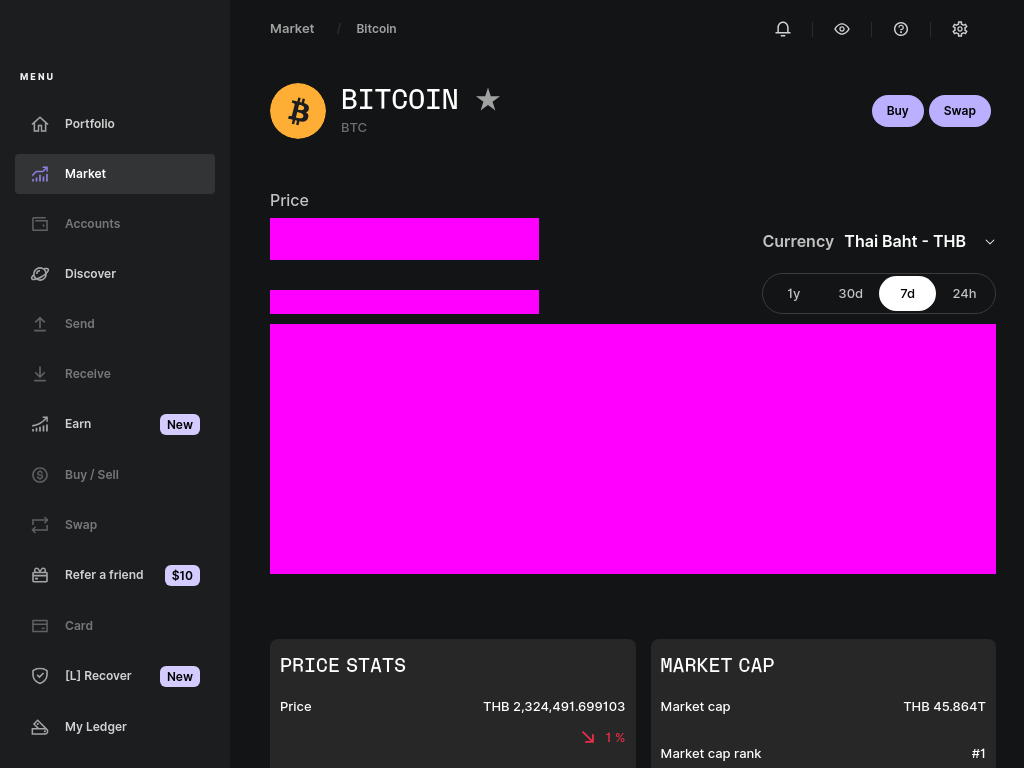 Market / Bitcoin
MENU
Portfolio
Market
Accounts
Discover
Send
Receive
Earn New
Buy / Sell
Swap
Refer a friend $10
Card
[L] Recover New
My Ledger
BITCOIN
BTC
Buy Swap
Price
Currency Thai Baht - THB
1y 30d 7d 24h
PRICE STATS
Price THB 2,324,491.699103
1 %
MARKET CAP
Market cap THB 45.864T
Market cap rank #1